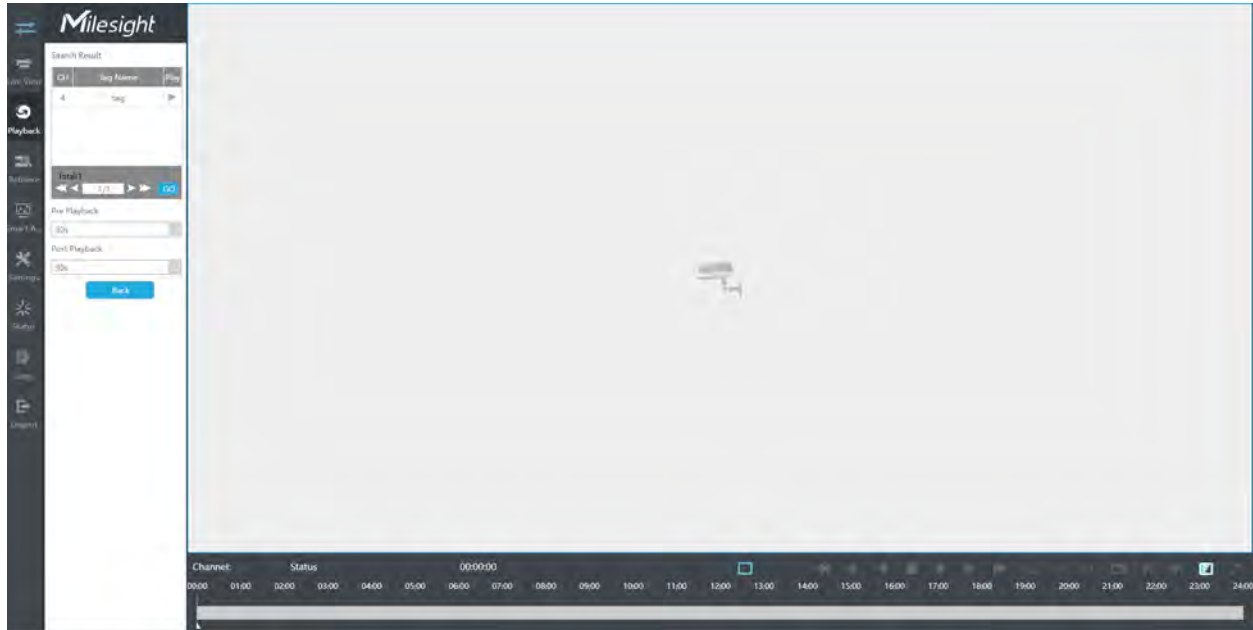 Milesight
Search Result
CH Tag Name Play
4 tag
Live View
Playback
Total:1
1/1 GO
Retrieve
Pre Playback
30s
Smart A...
Post Playback
30s
Settings
Back
Status
Logout
Channel: Status 00:00:00
00:00 01:00 02:00 03:00 04:00 05:00 06:00 07:00 08:00 09:00 10:00 11:00 12:00 13:00 14:00 15:00 16:00 17:00 18:00 19:00 20:00 21:00 22:00 23:00 24:00